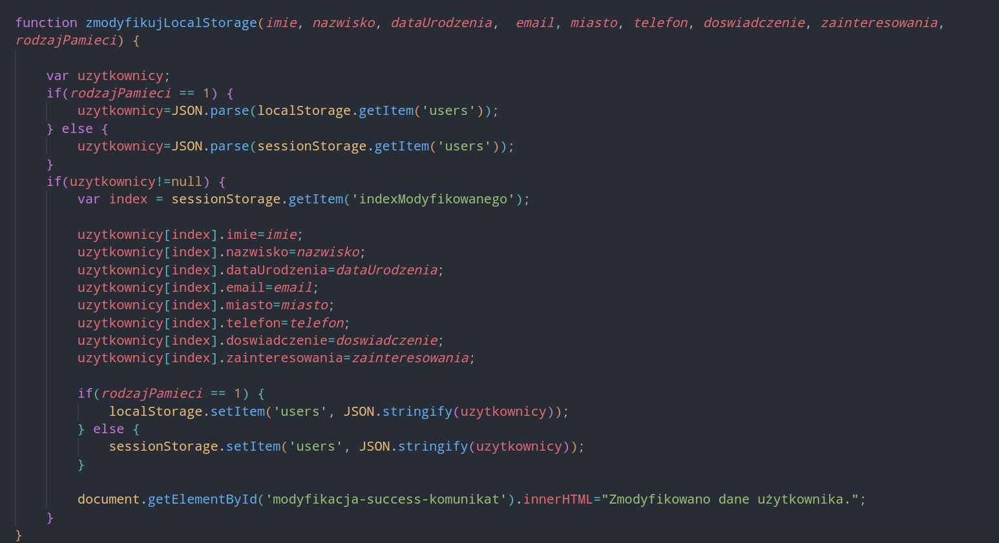 function zmodyfikujLocalStorage(imie, nazwisko, dataUrodzenia,  email, miasto, telefon, doswiadczenie, zainteresowania,
rodzajPamieci) {
    var uzytkownicy;
    if(rodzajPamieci == 1) {
        uzytkownicy=JSON.parse(localStorage.getItem('users'));
    } else {
        uzytkownicy=JSON.parse(sessionStorage.getItem('users'));
    }
    if(uzytkownicy!=null) {
        var index = sessionStorage.getItem('indexModyfikowanego');
        uzytkownicy[index].imie=imie;
        uzytkownicy[index].nazwisko=nazwisko;
        uzytkownicy[index].dataUrodzenia=dataUrodzenia;
        uzytkownicy[index].email=email;
        uzytkownicy[index].miasto=miasto;
        uzytkownicy[index].telefon=telefon;
        uzytkownicy[index].doswiadczenie=doswiadczenie;
        uzytkownicy[index].zainteresowania=zainteresowania;
        if(rodzajPamieci == 1) {
            localStorage.setItem('users', JSON.stringify(uzytkownicy));
        } else {
            sessionStorage.setItem('users', JSON.stringify(uzytkownicy));
        }
        document.getElementById('modyfikacja-success-komunikat').innerHTML="Zmodyfikowano dane użytkownika.";
    }
}